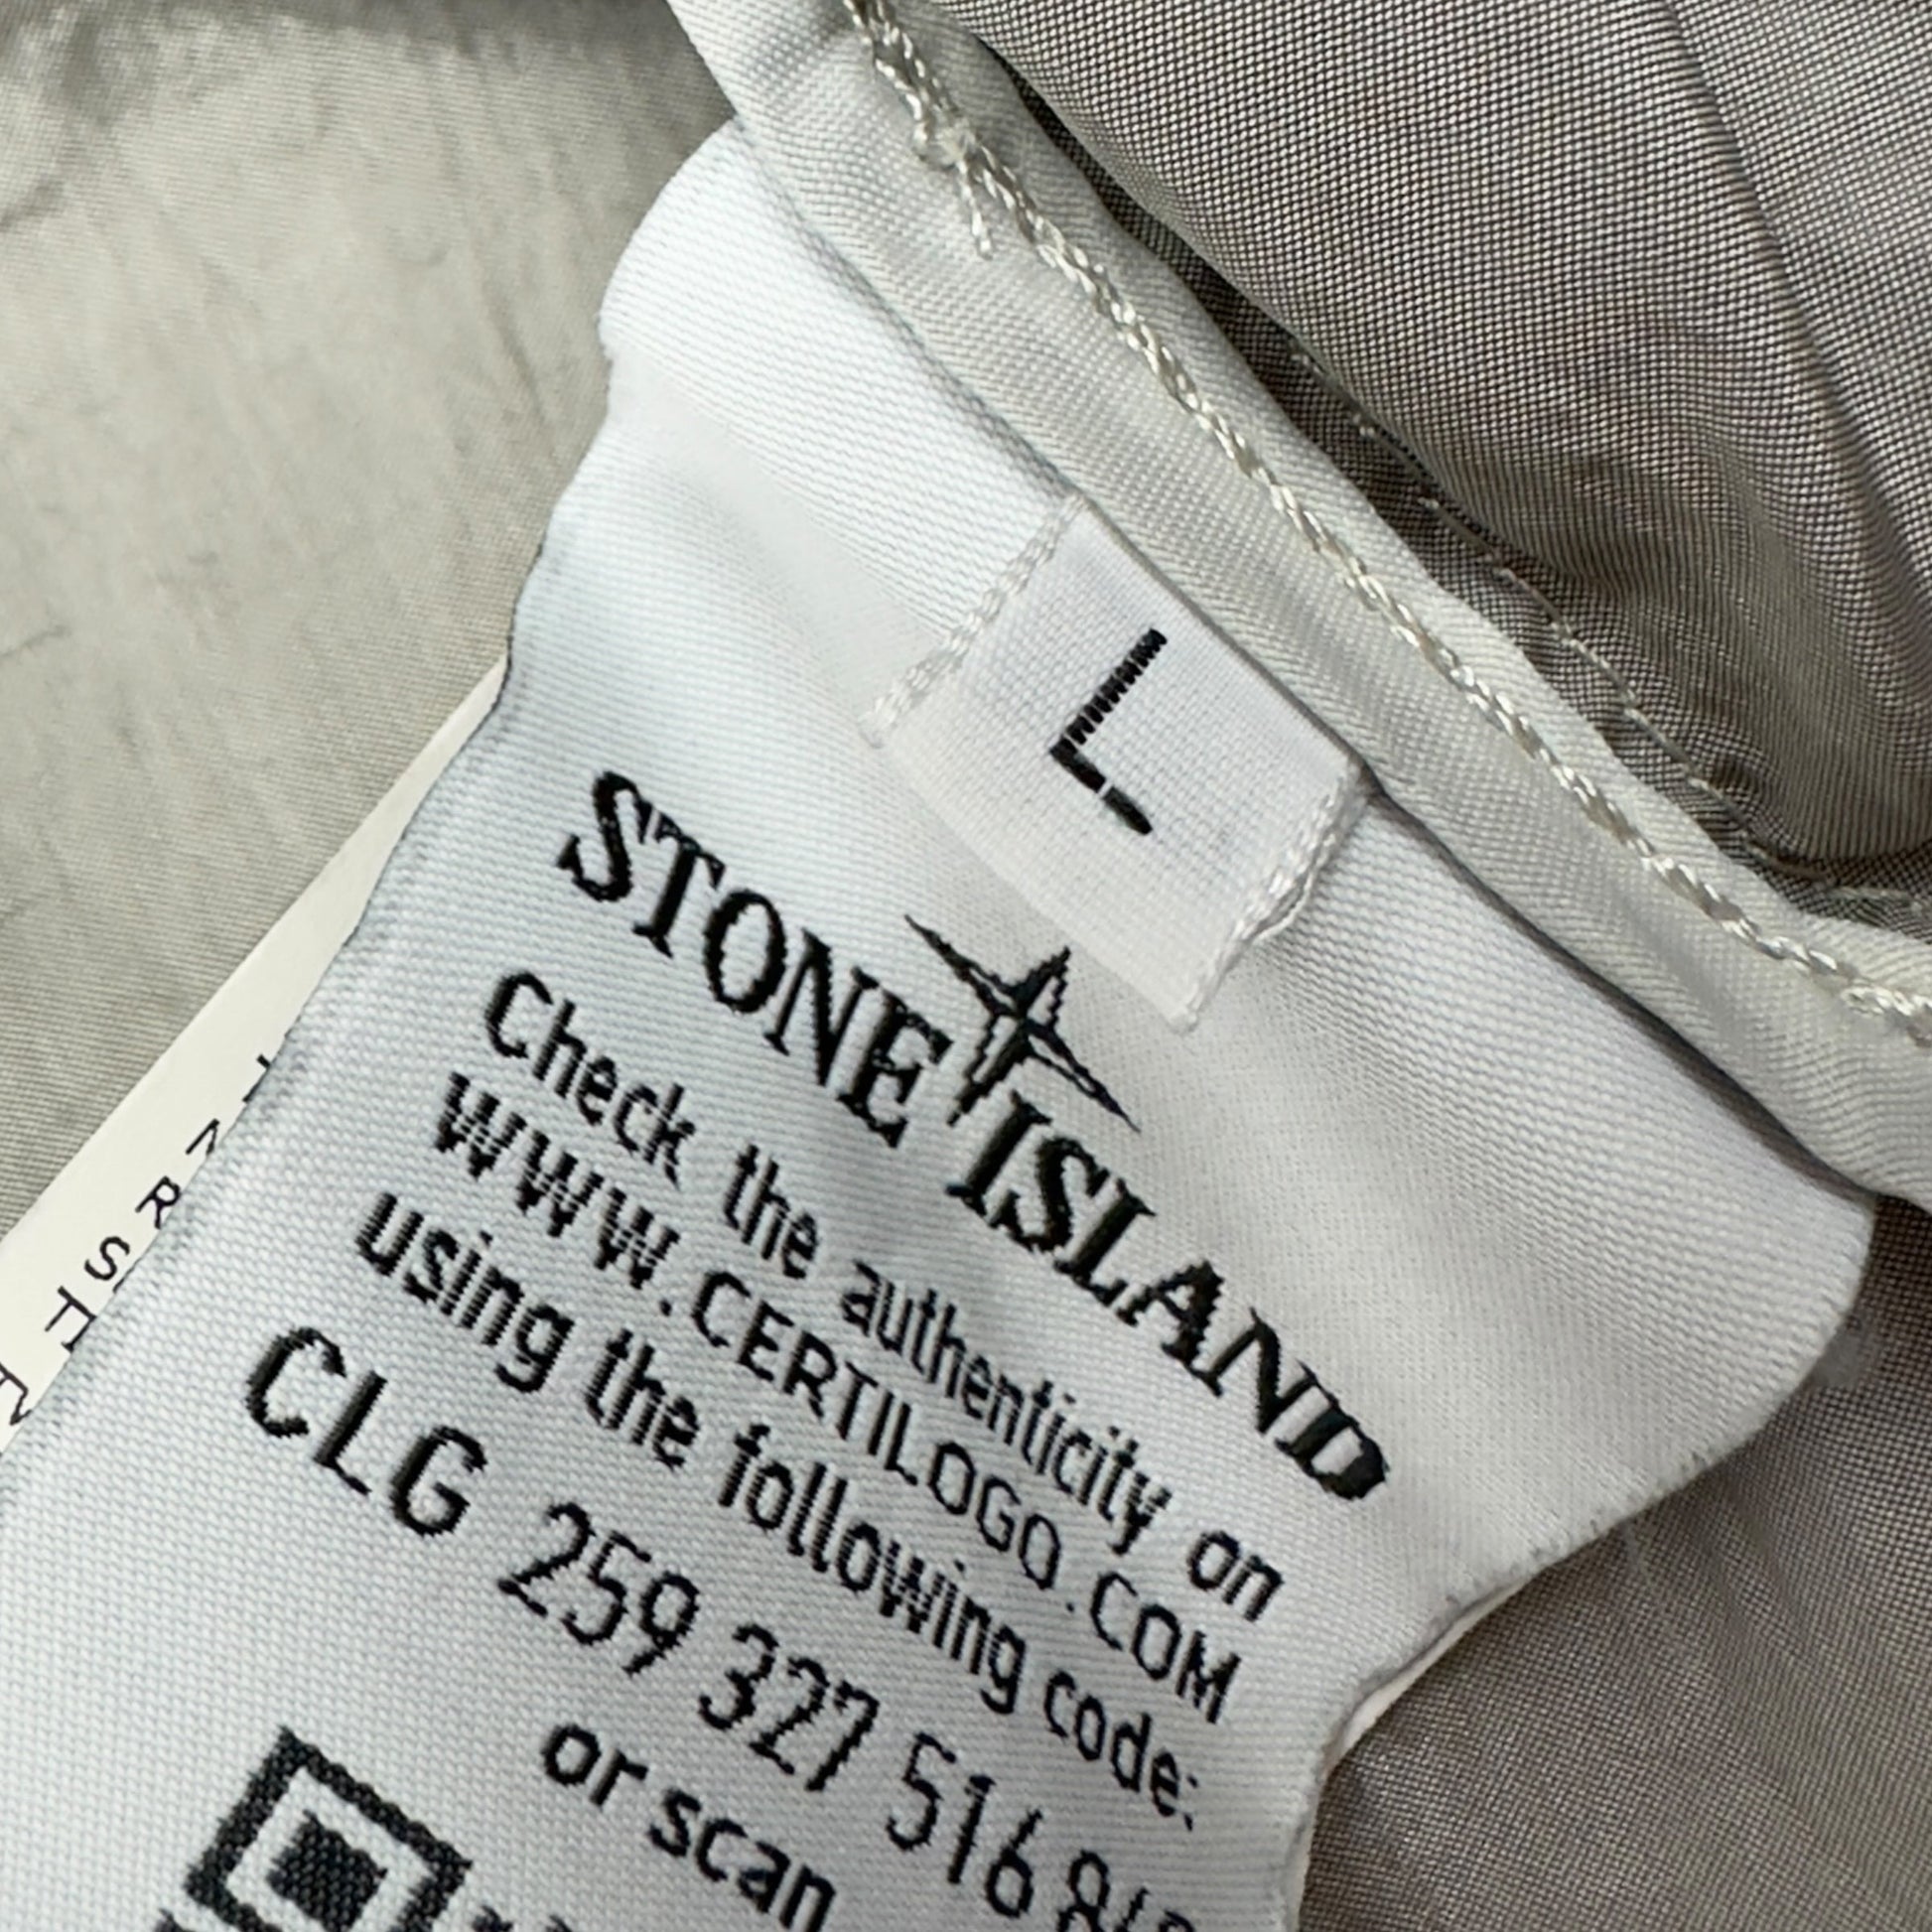 L
STONE ISLAND
Check the authenticity on
WWW.CERTILOGO.COM
using the following code:
CLG 259 327 516
or scan